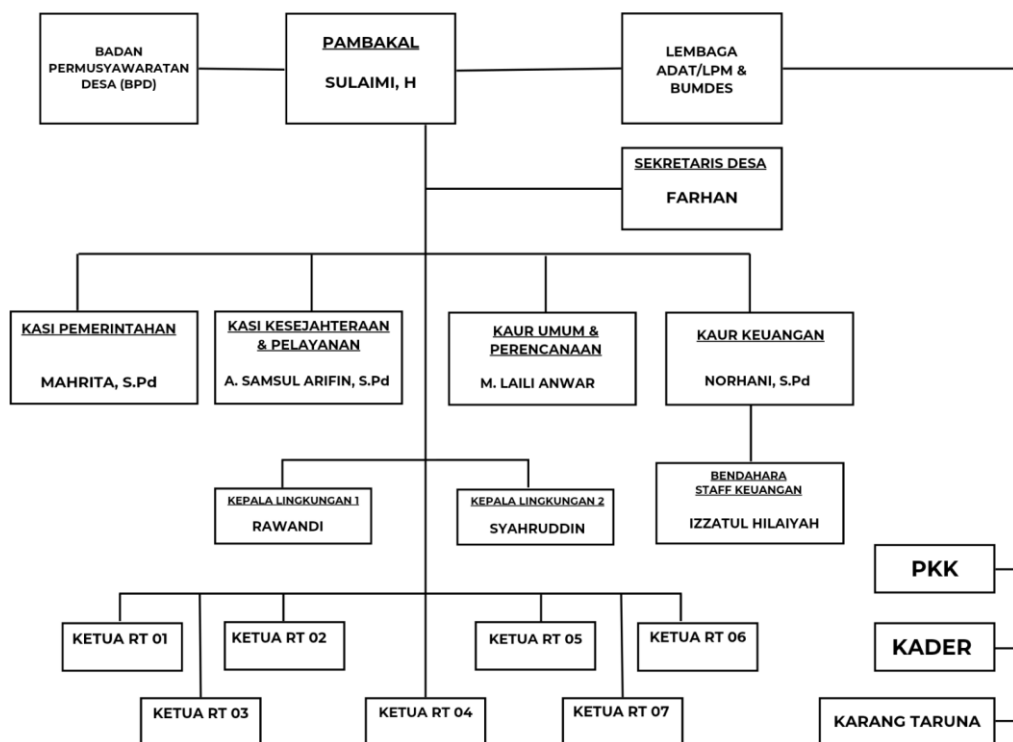 BADAN
PERMUSYAWARATAN
DESA (BPD)
PAMBAKAL
SULAIMI, H
LEMBAGA
ADAT/LPM &
BUMDES
SEKRETARIS DESA
FARHAN
KASI PEMERINTAHAN
MAHRITA, S.Pd
KASI KESEJAHTERAAN
& PELAYANAN
A. SAMSUL ARIFIN, S.Pd
KAUR UMUM &
PERENCANAAN
M. LAILI ANWAR
KAUR KEUANGAN
NORHANI, S.Pd
KEPALA LINGKUNGAN 1
RAWANDI
KEPALA LINGKUNGAN 2
SYAHRUDDIN
BENDAHARA
STAFF KEUANGAN
IZZATUL HILAIYAH
PKK
KETUA RT 01
KETUA RT 02
KETUA RT 05
KETUA RT 06
KADER
KETUA RT 03
KETUA RT 04
KETUA RT 07
KARANG TARUNA